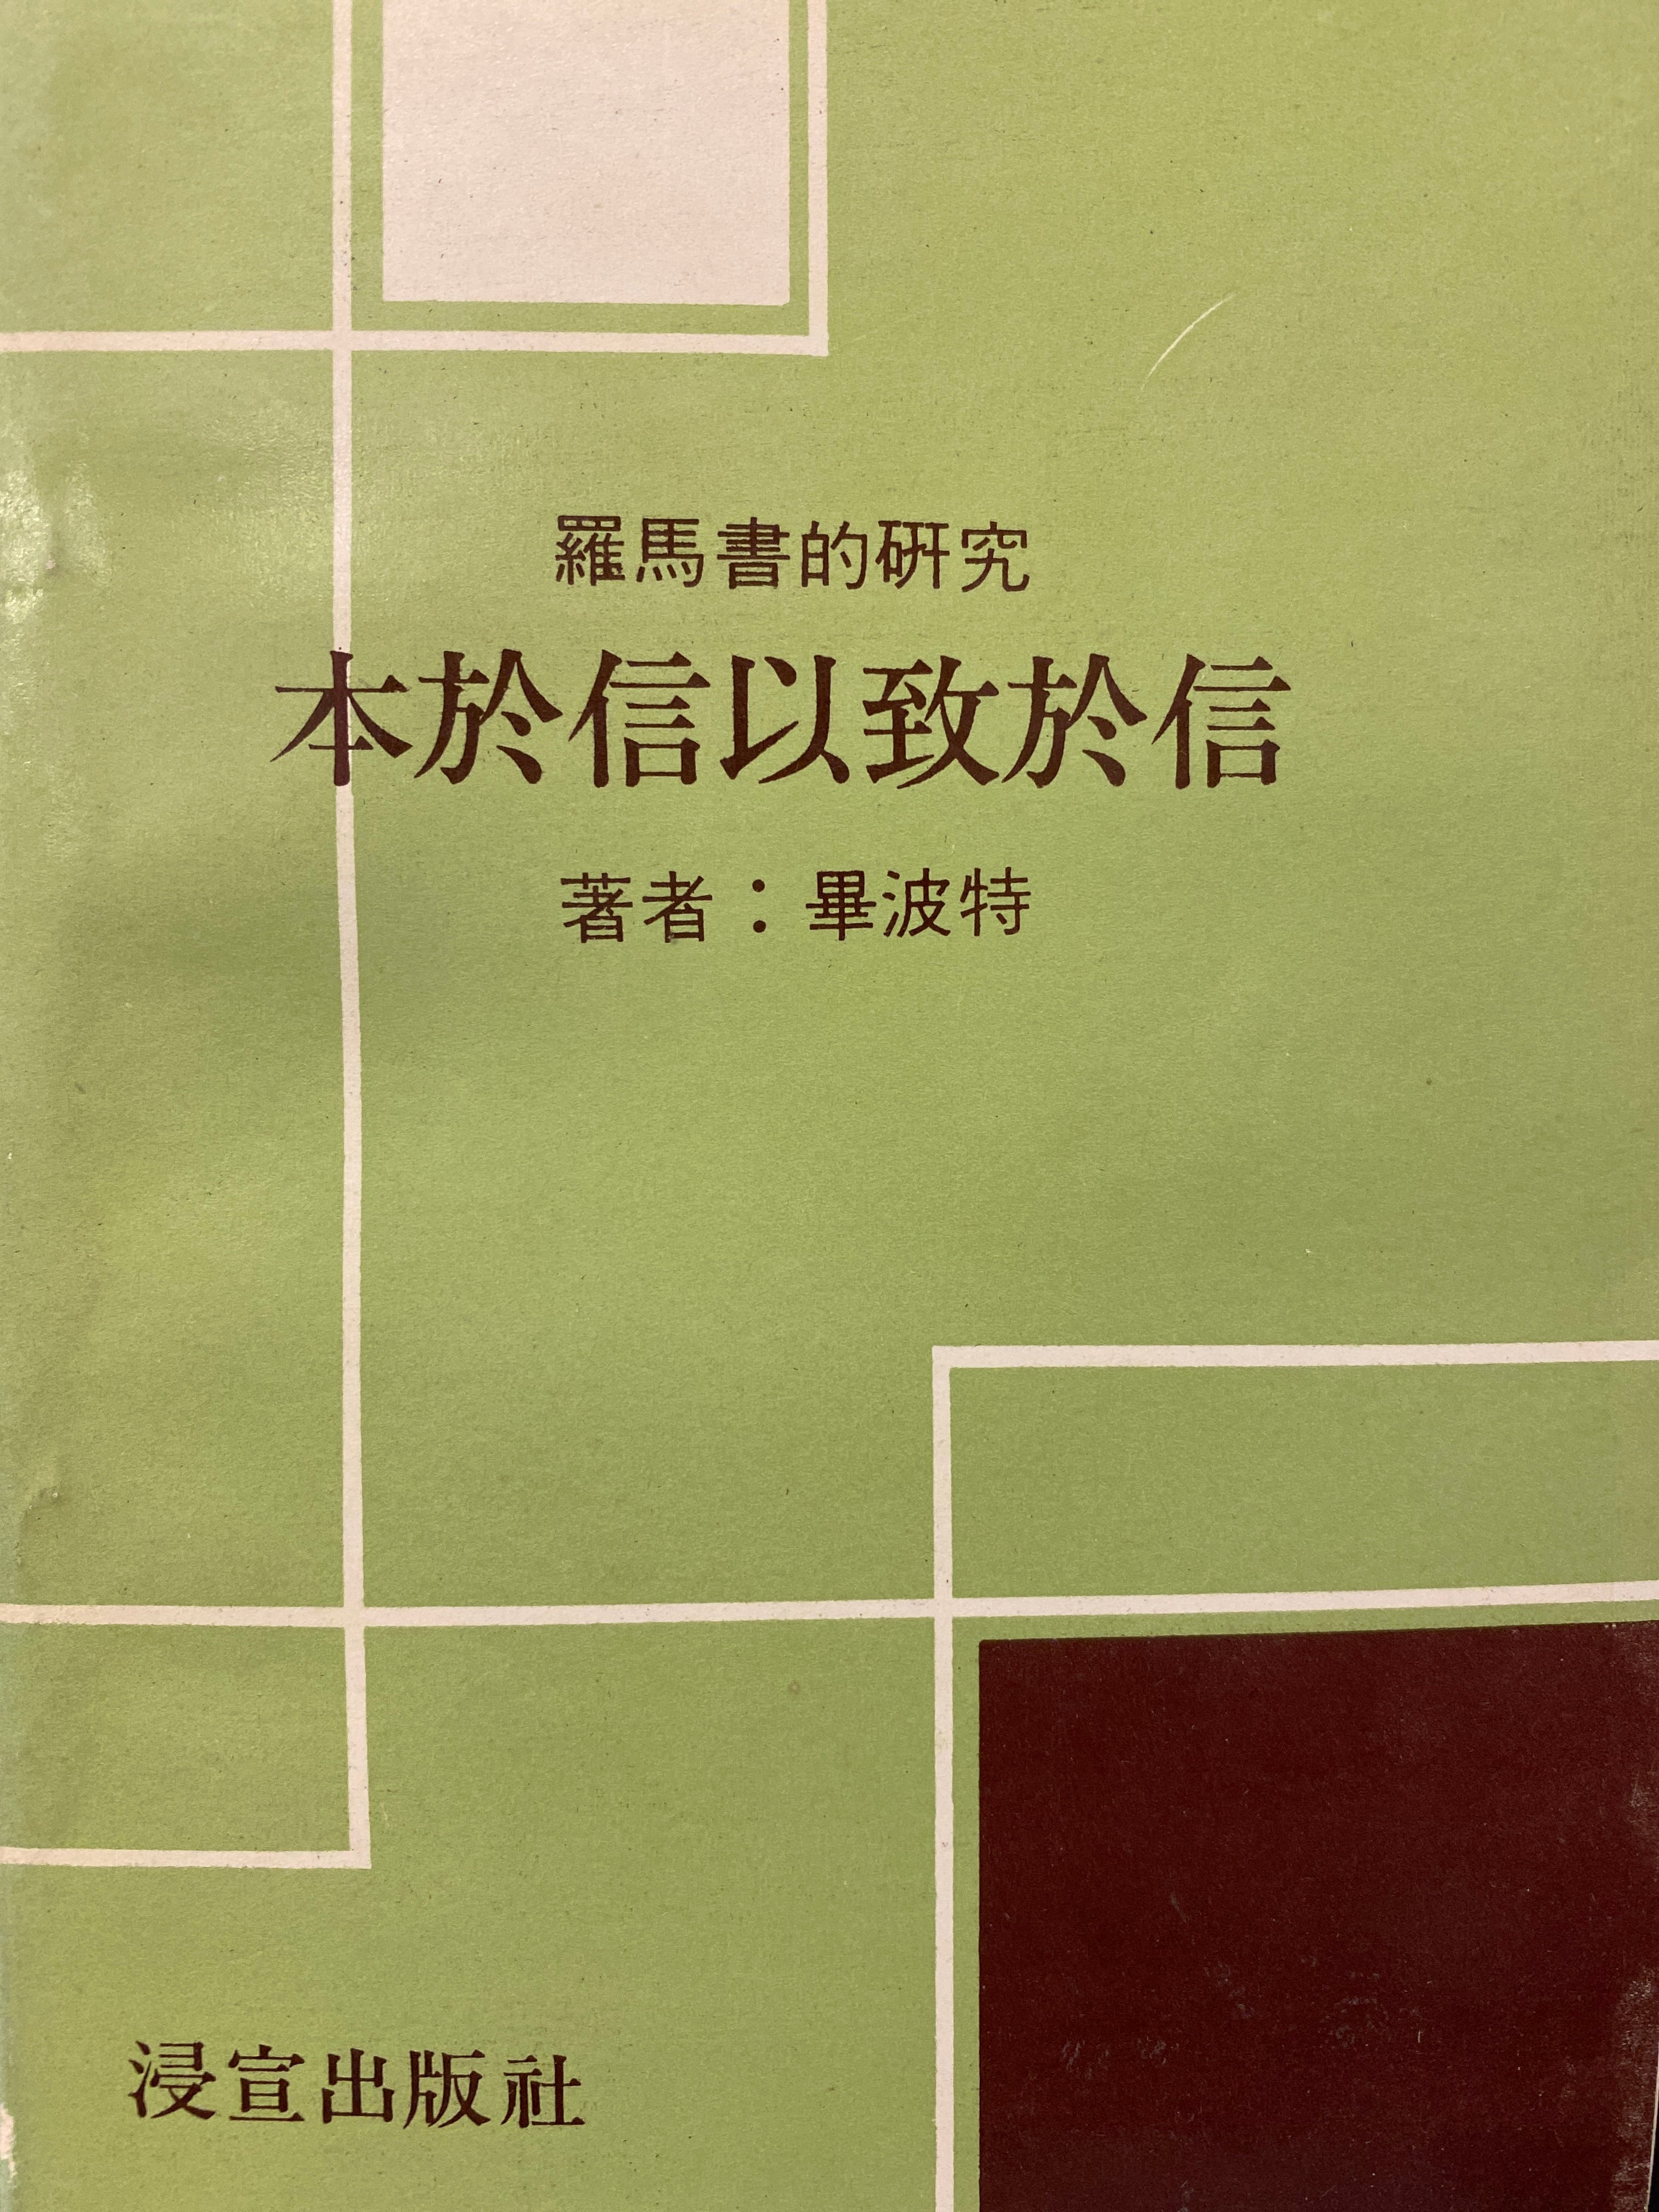 羅馬書的研究
本於信以致於信
著者：畢波特
浸宣出版社